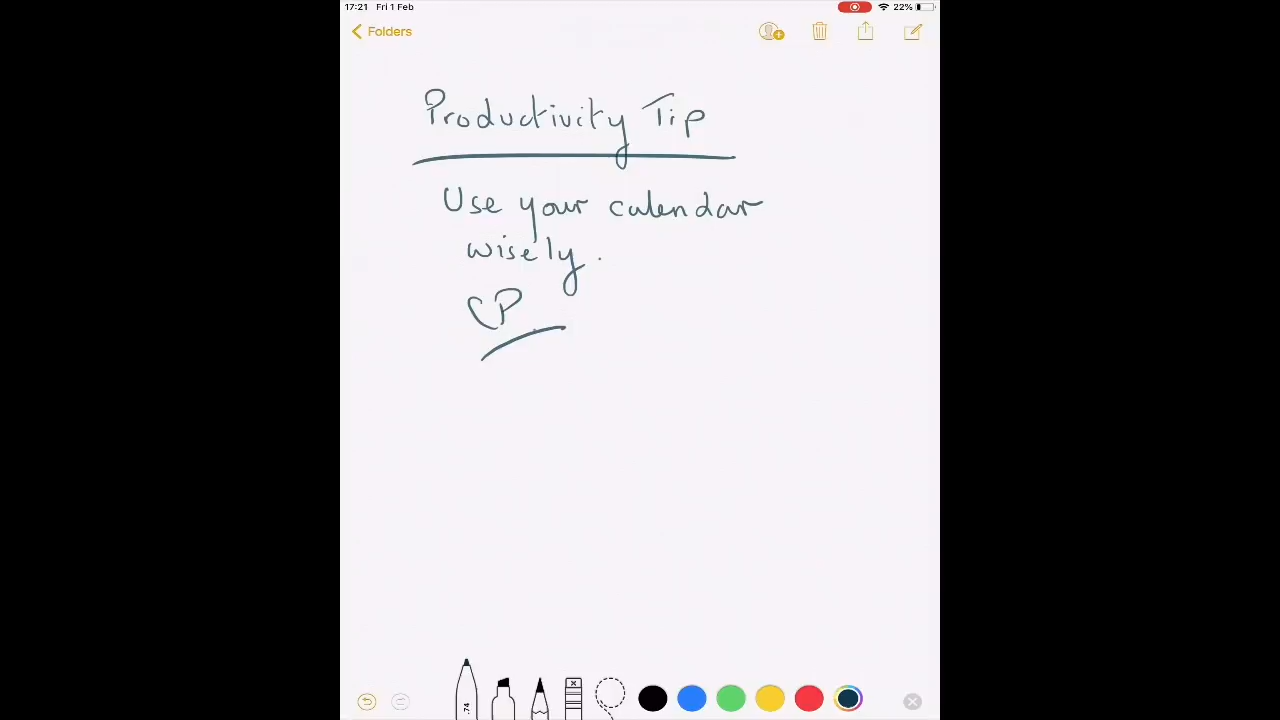 17:21 Fri 1 Feb 22%
Folders
Productivity Tip
Use your calendar
wisely.
CP